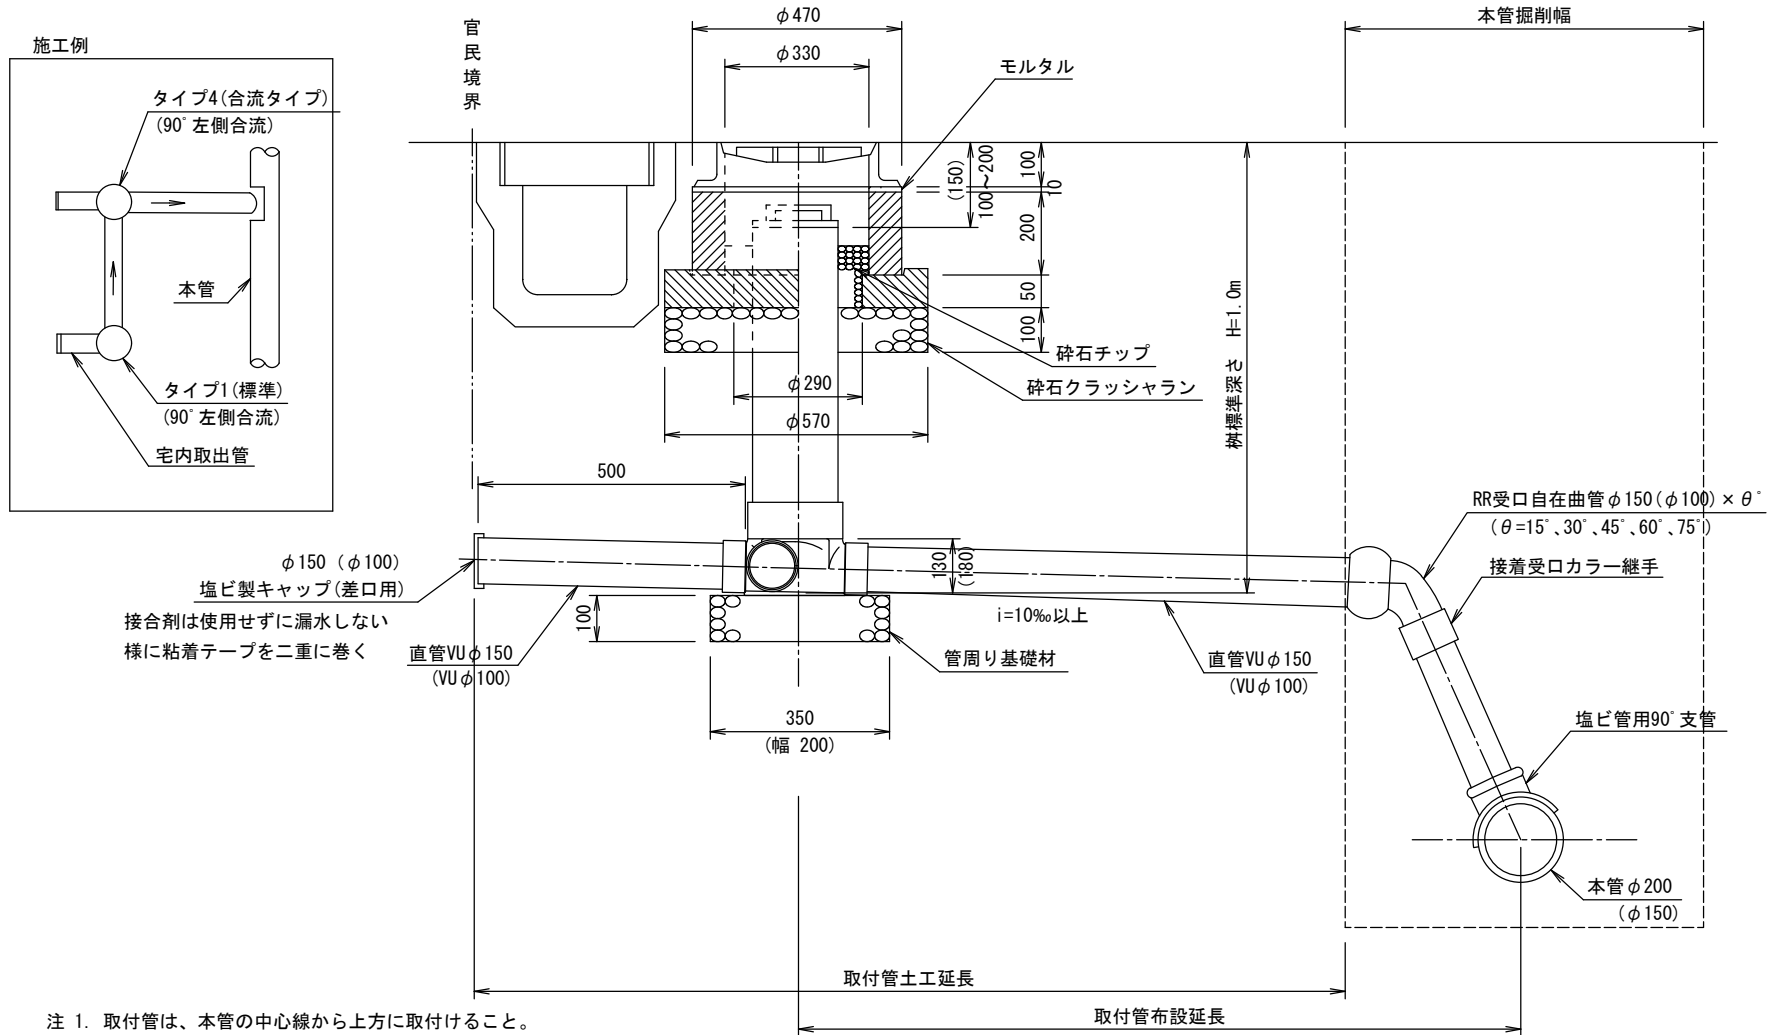 施工例
タイプ4(合流タイプ)
(90°左側合流)
本管
タイプ1(標準)
(90°左側合流)
宅内取出管
官民境界
φ470
φ330
モルタル
本管掘削幅
(150)
100~200
100
10
200
50
100
砕石チップ
砕石クラッシャラン
φ290
φ570
桝標準深さ H=1.0m
500
φ150 (φ100)
塩ビ製キャップ(差口用)
接合剤は使用せずに漏水しない
様に粘着テープを二重に巻く
直管VUφ150
(VUφ100)
100
130
(180)
i=10‰以上
管周り基礎材
350
(幅 200)
直管VUφ150
(VUφ100)
RR受口自在曲管φ150(φ100)×θ°
(θ=15°、30°、45°、60°、75°)
接着受口カラー継手
塩ビ管用90°支管
本管φ200
(φ150)
取付管土工延長
取付管布設延長
注 1. 取付管は、本管の中心線から上方に取付けること。